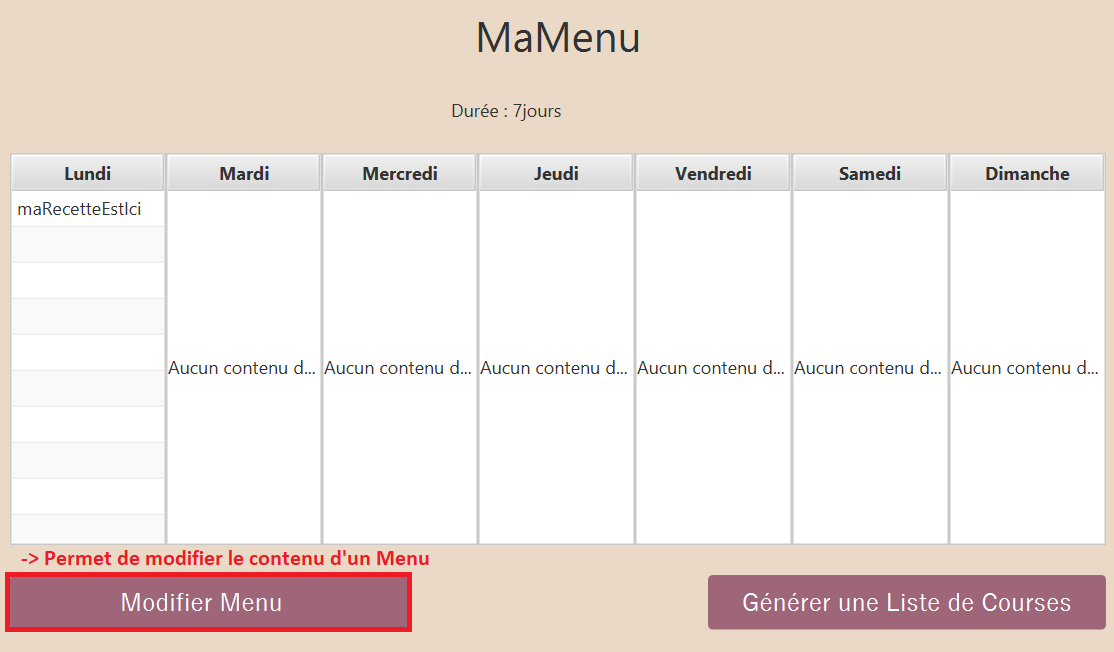 MaMenu
Durée : 7jours
Lundi Mardi Mercredi Jeudi Vendredi Samedi Dimanche
maRecetteEstIci
Aucun contenu d... Aucun contenu d... Aucun contenu d... Aucun contenu d... Aucun contenu d... Aucun contenu d...
-> Permet de modifier le contenu d'un Menu
Modifier Menu Générer une Liste de Courses